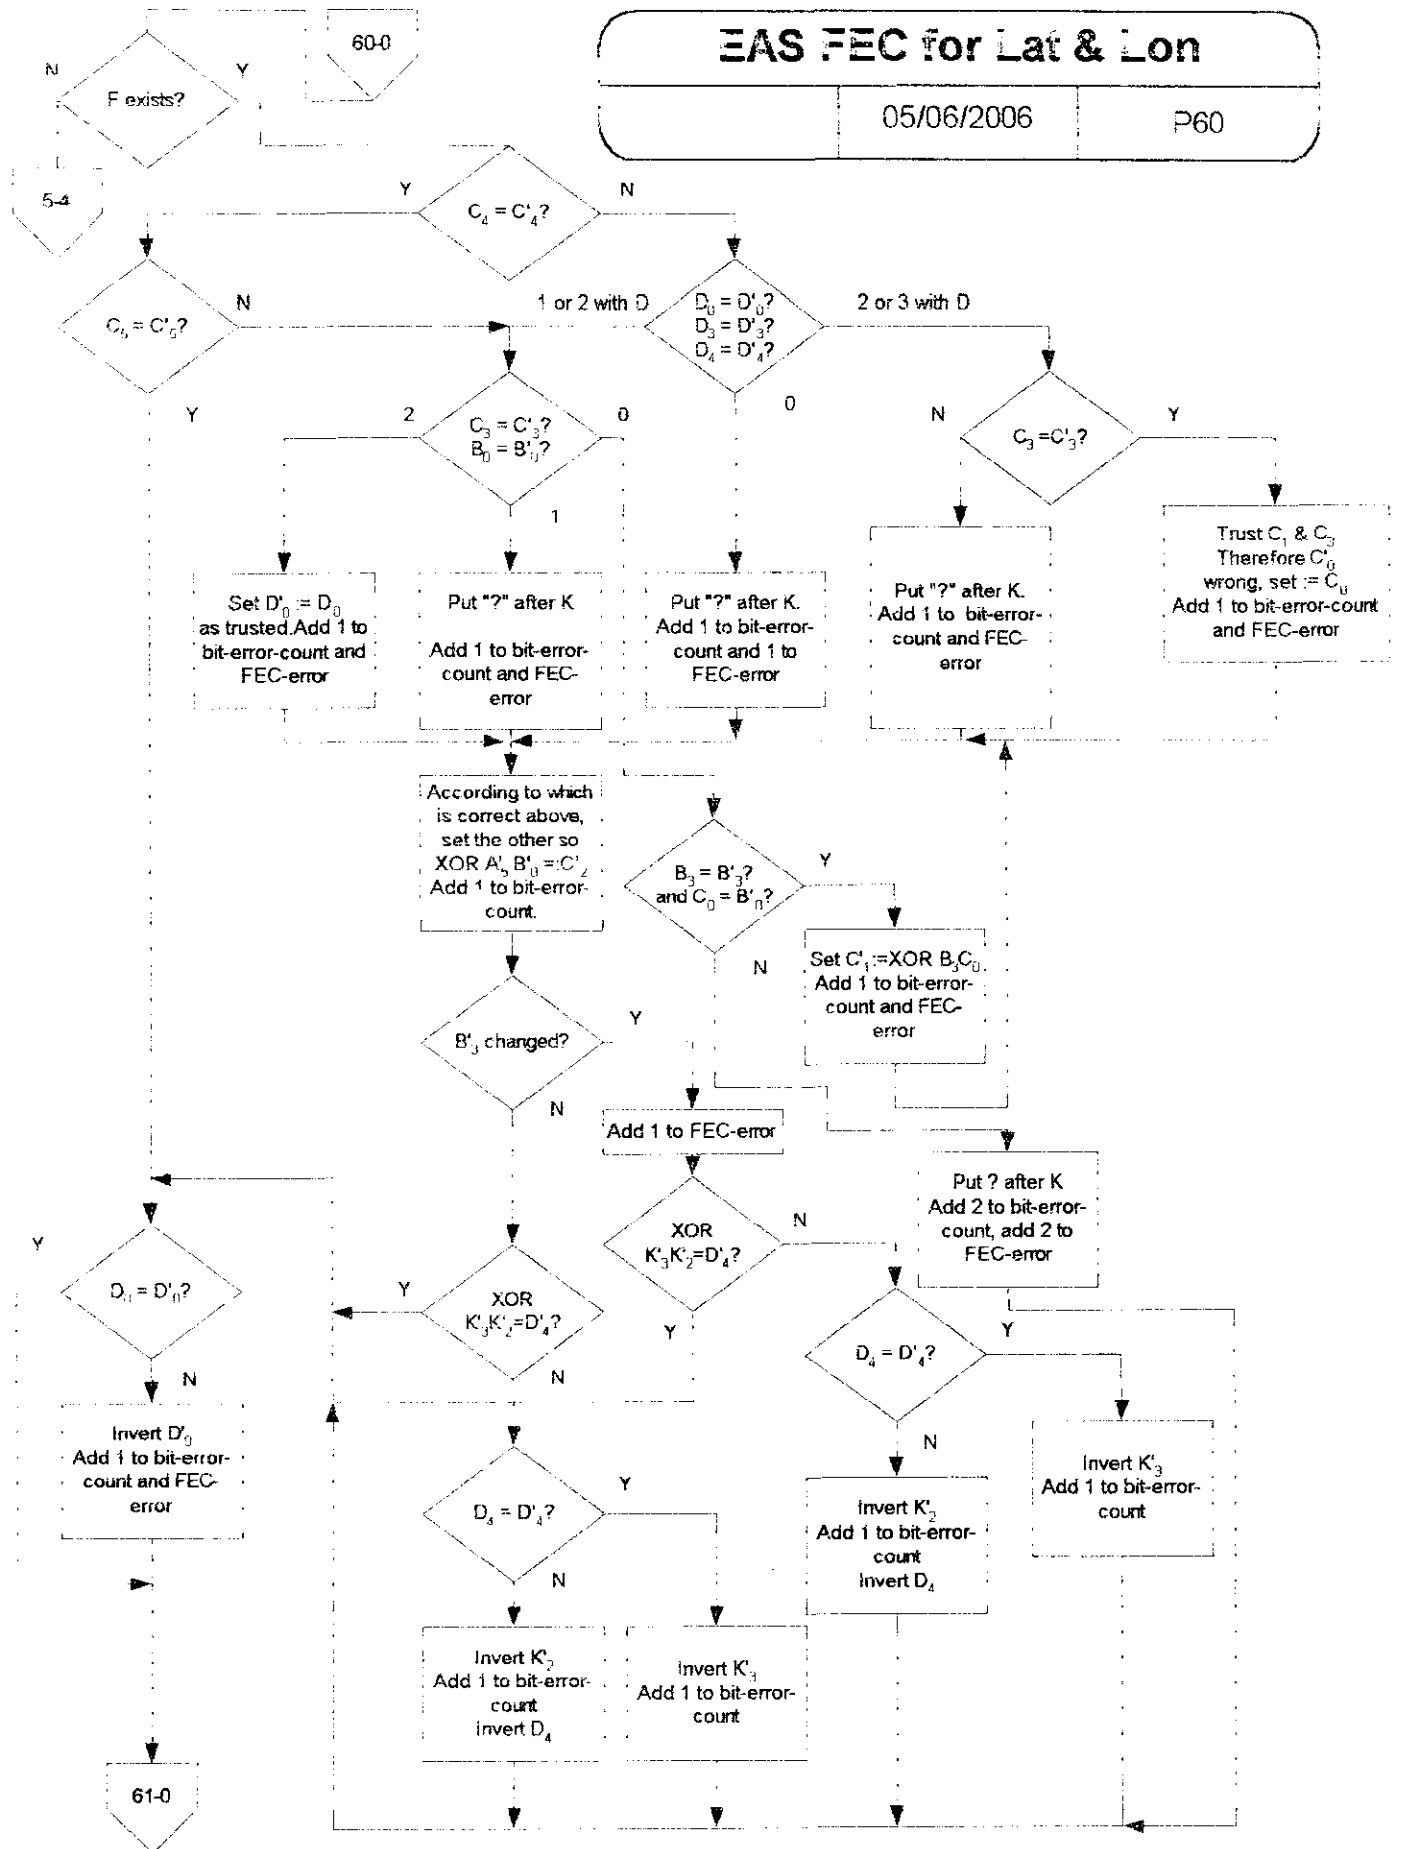 EAS FEC for Lat & Lon
05/06/2006
P60
60-0
N
Y
F exists?
5-4
Y
N
C4 = C'4?
N
C5 = C'5?
1 or 2 with D
D0 = D'0?
D3 = D'3?
D4 = D'4?
2 or 3 with D
Y
2
0
C3 = C'3?
B0 = B'0?
1
0
N
Y
C3 =C'3?
Set D'0 := D0
as trusted.Add 1 to
bit-error-count and
FEC-error
Put "?" after K
Add 1 to bit-error-
count and FEC-
error
Put "?" after K.
Add 1 to bit-error-
count and 1 to
FEC-error
Put "?" after K.
Add 1 to bit-error-
count and FEC-
error
Trust C1 & C3
Therefore C'0
wrong, set := C0
Add 1 to bit-error-count
and FEC-error
According to which
is correct above,
set the other so
XOR A'5 B'0 =:C'2
Add 1 to bit-error-
count.
Y
B3 = B'3?
and C0 = B'0?
N
Set C'1:=XOR B3C0
Add 1 to bit-error-
count and FEC-
error
Y
B'3 changed?
N
Add 1 to FEC-error
Put ? after K
Add 2 to bit-error-
count, add 2 to
FEC-error
Y
D0 = D'0?
N
Y
XOR
K'3K'2=D'4?
N
N
XOR
K'3K'2=D'4?
Y
D4 = D'4?
Y
N
Invert D'0
Add 1 to bit-error-
count and FEC-
error
D4 = D'4?
Y
N
Invert K'2
Add 1 to bit-error-
count
Invert D4
Invert K'3
Add 1 to bit-error-
count
Invert K'2
Add 1 to bit-error-
count
Invert D4
Invert K'3
Add 1 to bit-error-
count
61-0